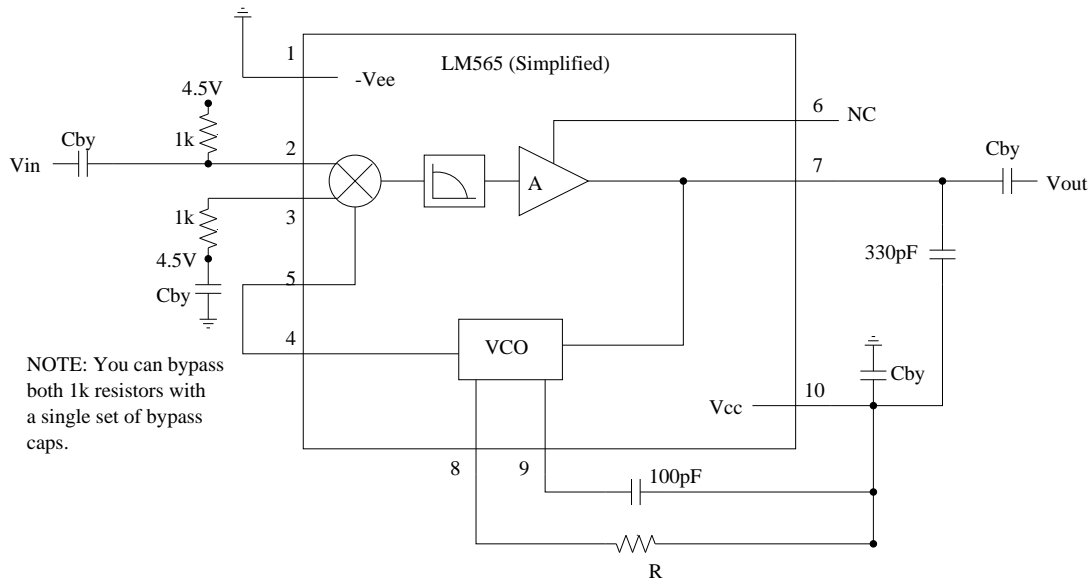 LM565 (Simplified)
1
-Vee
4.5V
6
NC
Cby
1k
2
Cby
Vin
A
7
Vout
1k
3
4.5V
330pF
5
Cby
4
VCO
NOTE: You can bypass
both 1k resistors with
a single set of bypass
caps.
Cby
Vcc
10
8
9
100pF
R